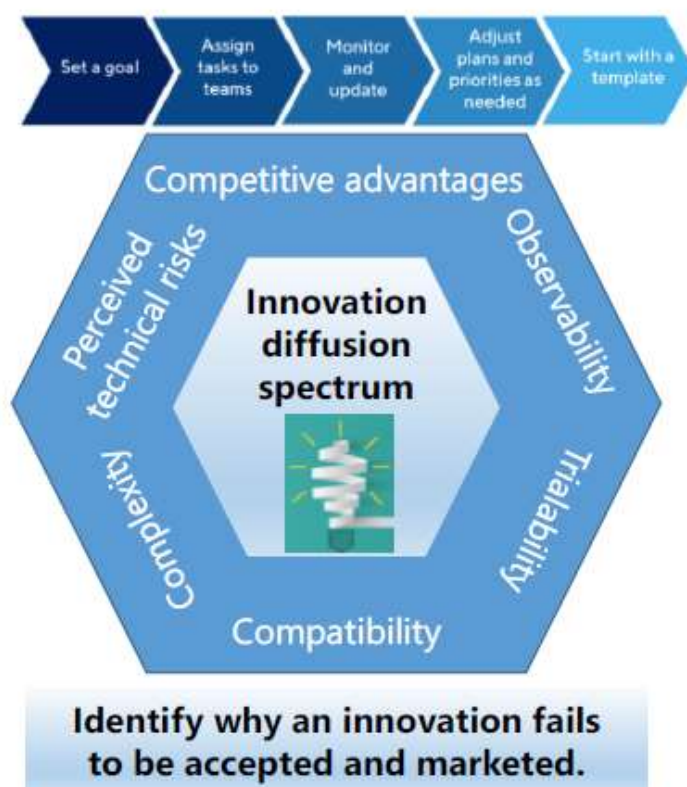 Set a goal
Assign
tasks to
teams
Monitor
and
update
Adjust
plans and
priorities as
needed
Start with a
template
Competitive advantages
Perceived
technical risks
Observability
Innovation
diffusion
spectrum
Complexity
Trialability
Compatibility
Identify why an innovation fails
to be accepted and marketed.